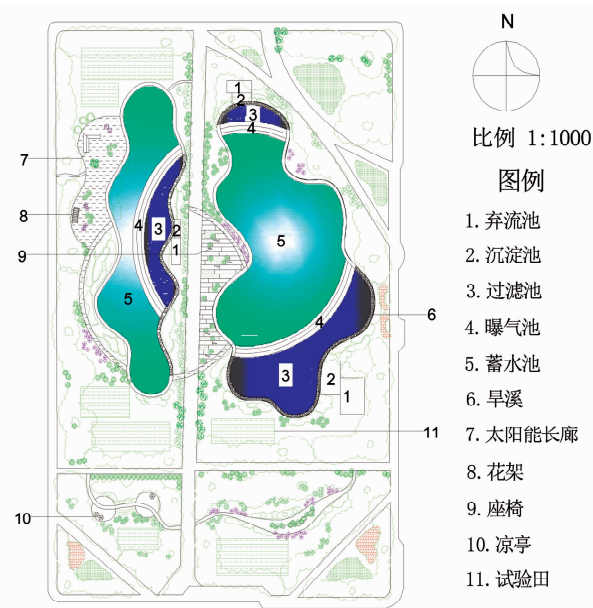 N
比例 1:1000
图例
1. 弃流池
2. 沉淀池
3. 过滤池
4. 曝气池
5. 蓄水池
6. 旱溪
7. 太阳能长廊
8. 花架
9. 座椅
10. 凉亭
11. 试验田
1
2
3
4
7
8
4
3
2
1
9
5
5
6
4
3
2
1
11
10